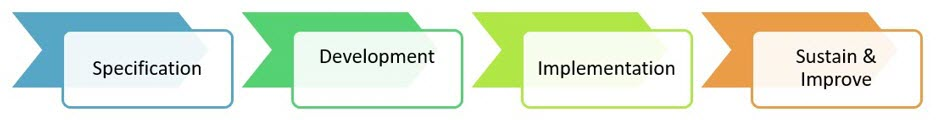 Specification
Development
Implementation
Sustain &
Improve